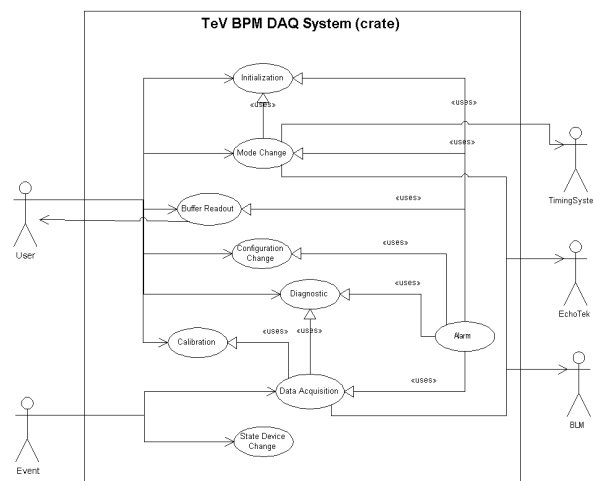 TeV BPM DAQ System (crate)
Initialization
«uses»
«uses»
Mode Change
«uses»
TimingSyste
Buffer Readout
«uses»
User
Configuration
Change
«uses»
EchoTek
Diagnostic
«uses»
«uses»
«uses»
Calibration
Alarm
«uses»
Data Acquisition
BLM
State Device
Change
Event